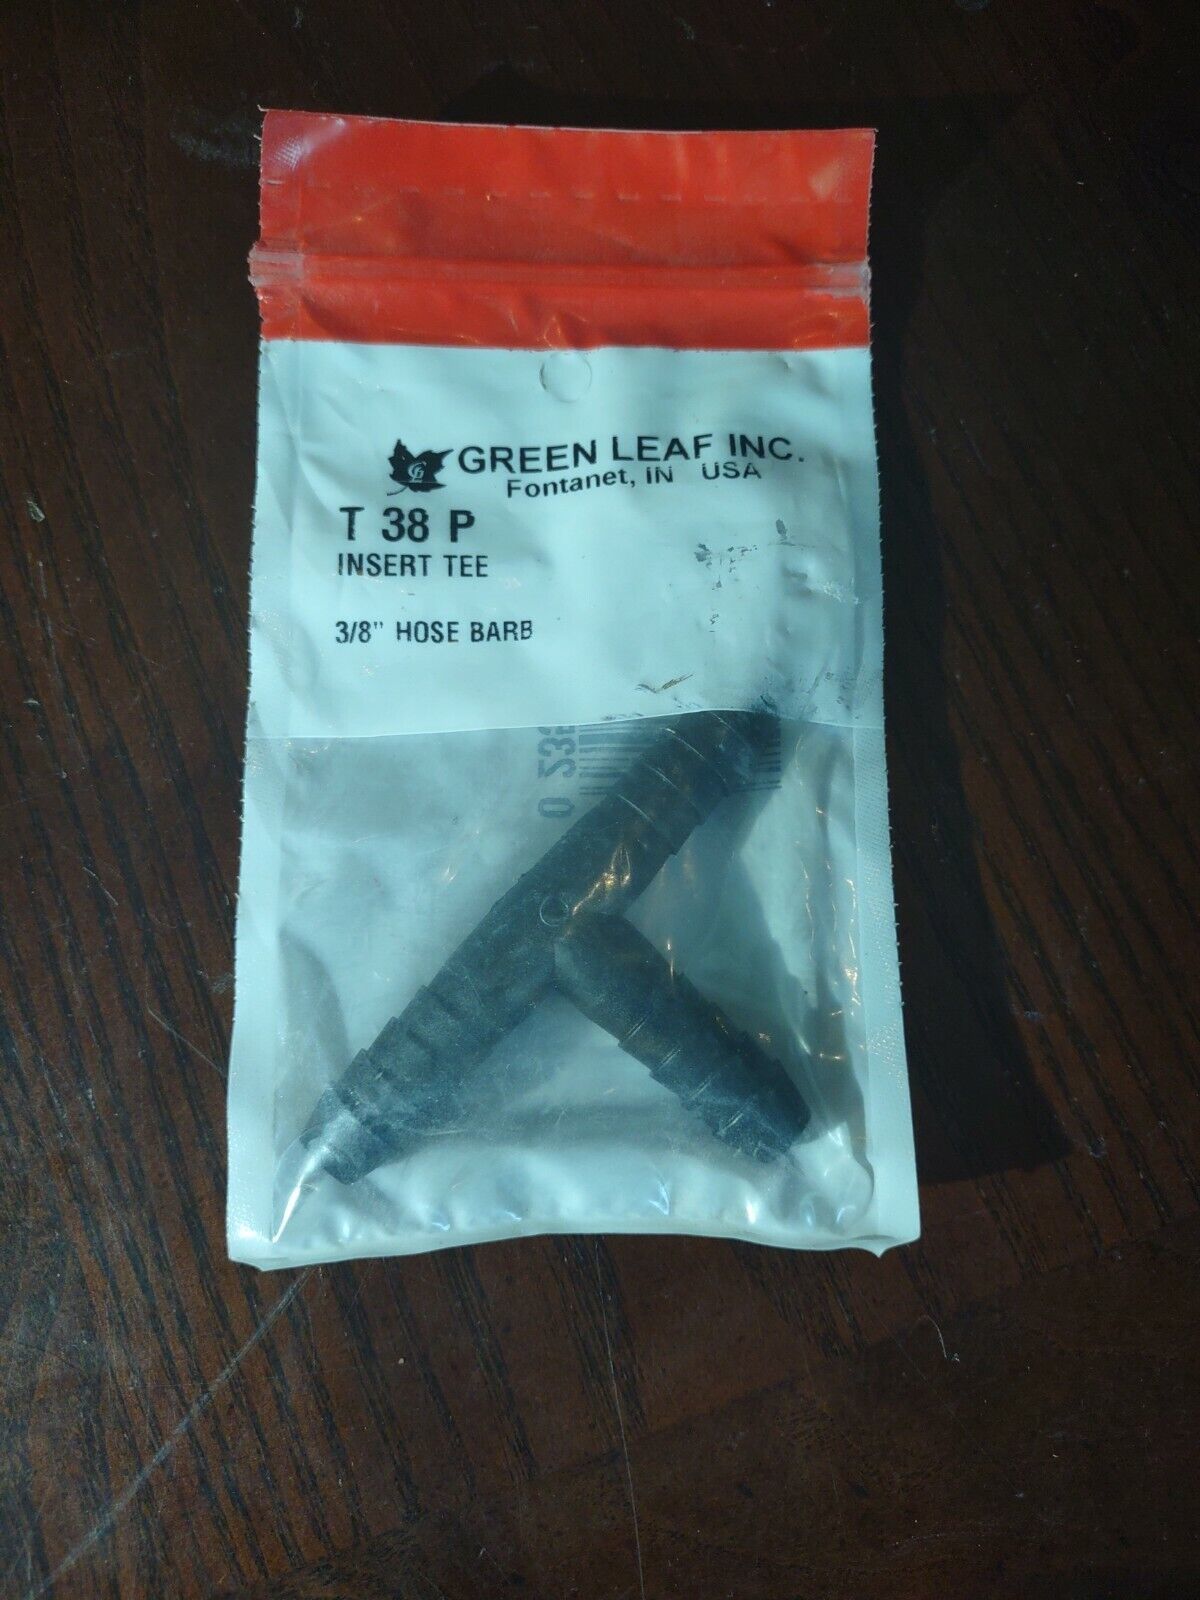 GREEN LEAF INC.
Fontanet, IN USA
T 38 P
INSERT TEE
3/8" HOSE BARB